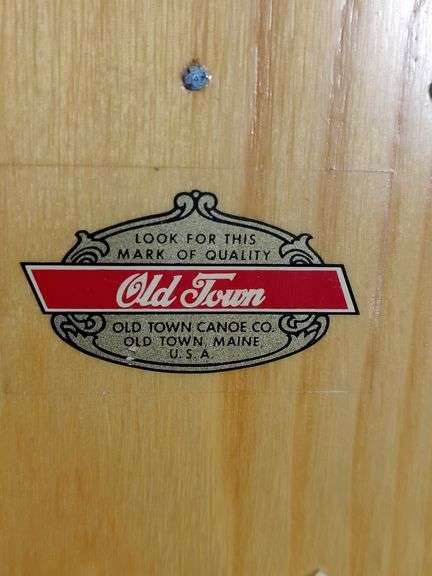 LOOK FOR THIS
MARK OF QUALITY
Old Town
OLD TOWN CANOE CO.
OLD TOWN, MAINE
U.S.A.